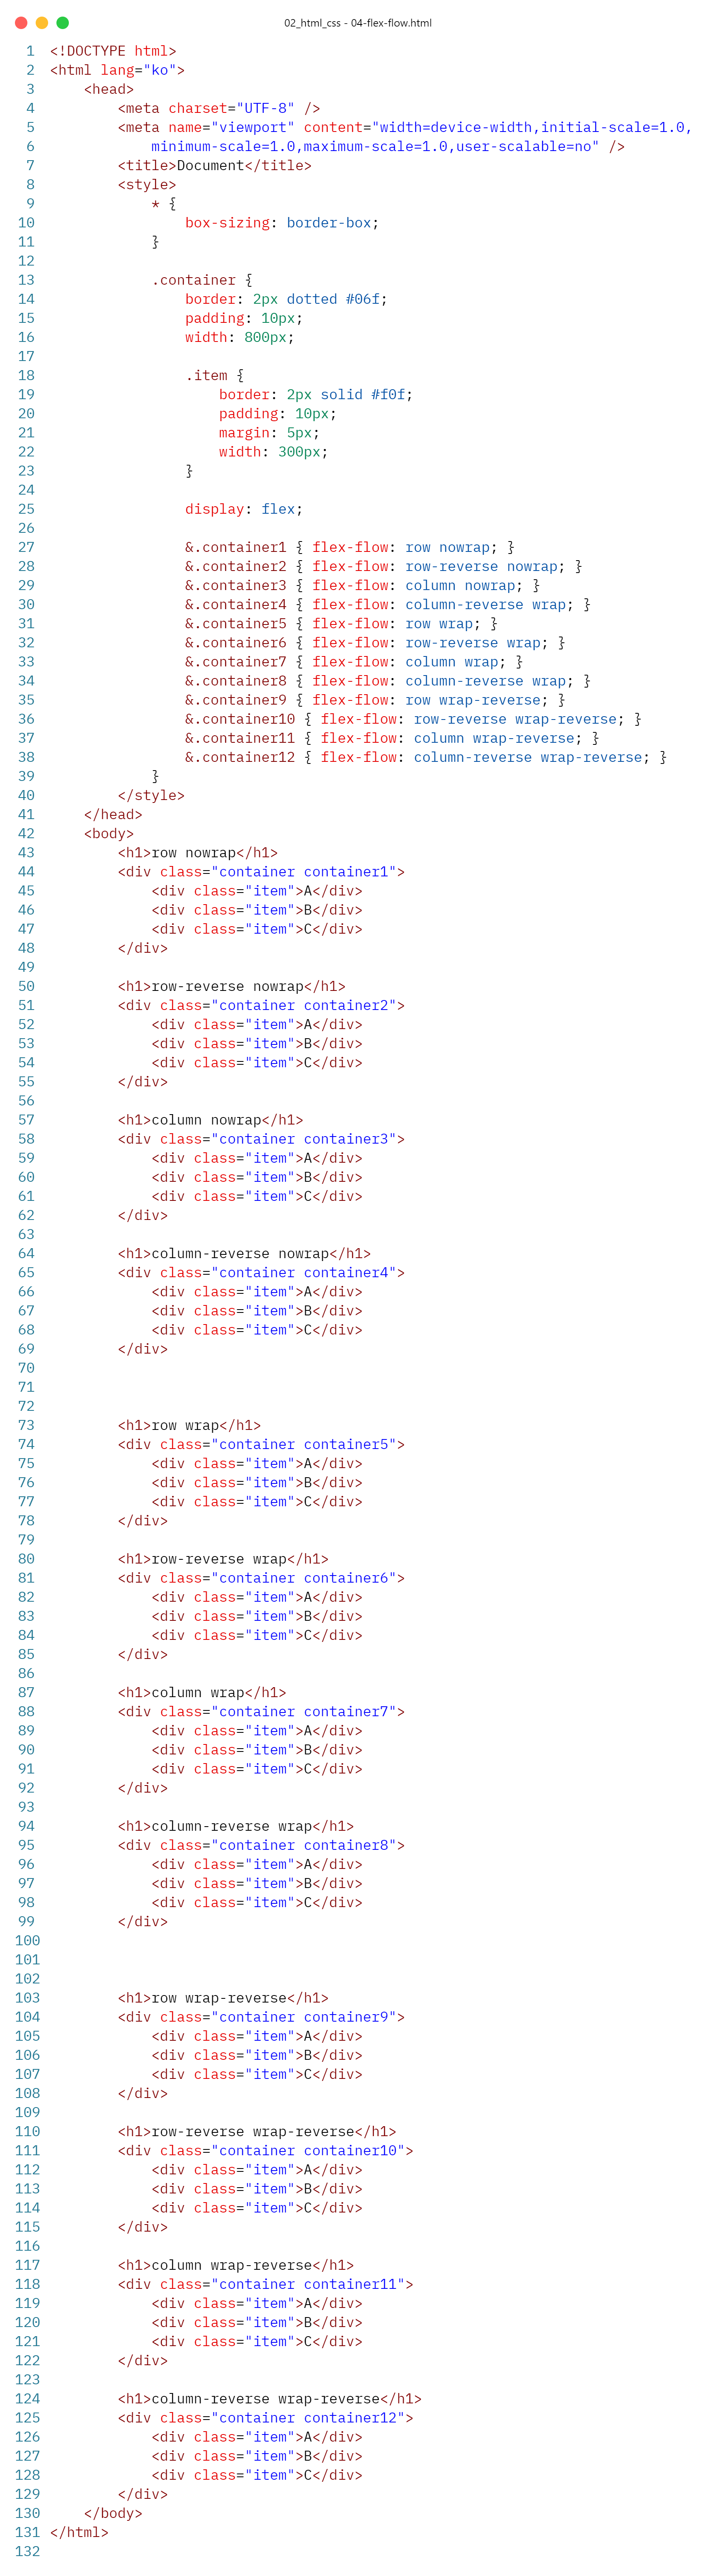 02_html_css - 04-flex-flow.html
1 <!DOCTYPE html>
2 <html lang="ko">
3     <head>
4         <meta charset="UTF-8" />
5         <meta name="viewport" content="width=device-width,initial-scale=1.0,
6             minimum-scale=1.0,maximum-scale=1.0,user-scalable=no" />
7         <title>Document</title>
8         <style>
9             * {
10                 box-sizing: border-box;
11             }
12
13             .container {
14                 border: 2px dotted #06f;
15                 padding: 10px;
16                 width: 800px;
17
18                 .item {
19                     border: 2px solid #f0f;
20                     padding: 10px;
21                     margin: 5px;
22                     width: 300px;
23                 }
24
25                 display: flex;
26
27                 &.container1 { flex-flow: row nowrap; }
28                 &.container2 { flex-flow: row-reverse nowrap; }
29                 &.container3 { flex-flow: column nowrap; }
30                 &.container4 { flex-flow: column-reverse wrap; }
31                 &.container5 { flex-flow: row wrap; }
32                 &.container6 { flex-flow: row-reverse wrap; }
33                 &.container7 { flex-flow: column wrap; }
34                 &.container8 { flex-flow: column-reverse wrap; }
35                 &.container9 { flex-flow: row wrap-reverse; }
36                 &.container10 { flex-flow: row-reverse wrap-reverse; }
37                 &.container11 { flex-flow: column wrap-reverse; }
38                 &.container12 { flex-flow: column-reverse wrap-reverse; }
39             }
40         </style>
41     </head>
42     <body>
43         <h1>row nowrap</h1>
44         <div class="container container1">
45             <div class="item">A</div>
46             <div class="item">B</div>
47             <div class="item">C</div>
48         </div>
49
50         <h1>row-reverse nowrap</h1>
51         <div class="container container2">
52             <div class="item">A</div>
53             <div class="item">B</div>
54             <div class="item">C</div>
55         </div>
56
57         <h1>column nowrap</h1>
58         <div class="container container3">
59             <div class="item">A</div>
60             <div class="item">B</div>
61             <div class="item">C</div>
62         </div>
63
64         <h1>column-reverse nowrap</h1>
65         <div class="container container4">
66             <div class="item">A</div>
67             <div class="item">B</div>
68             <div class="item">C</div>
69         </div>
70
71
72
73         <h1>row wrap</h1>
74         <div class="container container5">
75             <div class="item">A</div>
76             <div class="item">B</div>
77             <div class="item">C</div>
78         </div>
79
80         <h1>row-reverse wrap</h1>
81         <div class="container container6">
82             <div class="item">A</div>
83             <div class="item">B</div>
84             <div class="item">C</div>
85         </div>
86
87         <h1>column wrap</h1>
88         <div class="container container7">
89             <div class="item">A</div>
90             <div class="item">B</div>
91             <div class="item">C</div>
92         </div>
93
94         <h1>column-reverse wrap</h1>
95         <div class="container container8">
96             <div class="item">A</div>
97             <div class="item">B</div>
98             <div class="item">C</div>
99         </div>
100
101
102
103         <h1>row wrap-reverse</h1>
104         <div class="container container9">
105             <div class="item">A</div>
106             <div class="item">B</div>
107             <div class="item">C</div>
108         </div>
109
110         <h1>row-reverse wrap-reverse</h1>
111         <div class="container container10">
112             <div class="item">A</div>
113             <div class="item">B</div>
114             <div class="item">C</div>
115         </div>
116
117         <h1>column wrap-reverse</h1>
118         <div class="container container11">
119             <div class="item">A</div>
120             <div class="item">B</div>
121             <div class="item">C</div>
122         </div>
123
124         <h1>column-reverse wrap-reverse</h1>
125         <div class="container container12">
126             <div class="item">A</div>
127             <div class="item">B</div>
128             <div class="item">C</div>
129         </div>
130     </body>
131 </html>
132